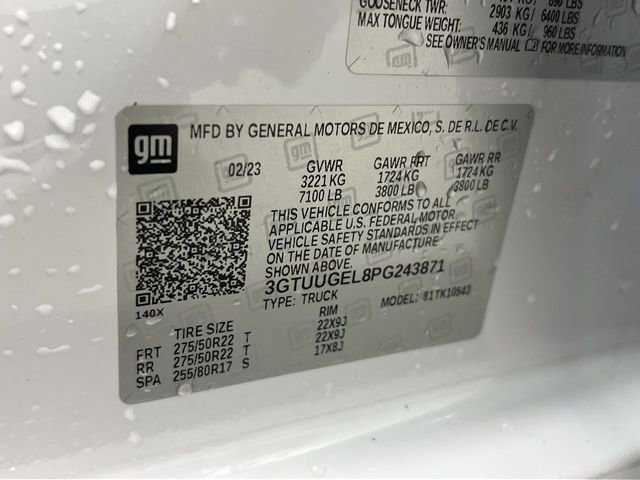 GOOSENECK TWR: 2903 KG/ 6400 LBS
MAX TONGUE WEIGHT: 436 KG/ 960 LBS
SEE OWNER'S MANUAL FOR MORE INFORMATION
gm
MFD BY GENERAL MOTORS DE MEXICO, S. DE R.L. DE C.V.
02/23 GVWR GAWR FRT GAWR RR
3221 KG 1724 KG 1724 KG
7100 LB 3800 LB 3800 LB
THIS VEHICLE CONFORMS TO ALL
APPLICABLE U.S. FEDERAL MOTOR
VEHICLE SAFETY STANDARDS IN EFFECT
ON THE DATE OF MANUFACTURE
SHOWN ABOVE.
3GTUUGEL8PG243871
TYPE: TRUCK MODEL: 81TK10543
140X
TIRE SIZE RIM
FRT 275/50R22 T 22X9J
RR 275/50R22 T 22X9J
SPA 255/80R17 S 17X8J